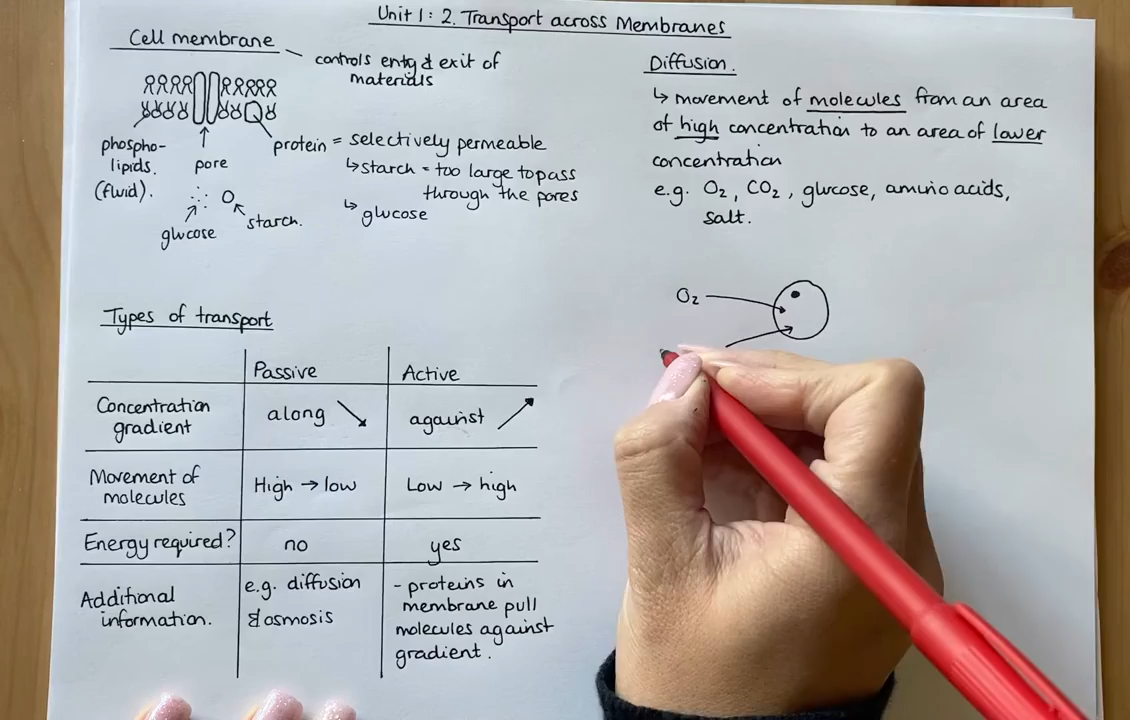 Unit 1: 2. Transport across Membranes
Cell membrane
controls entry & exit of
materials
phospho-
lipids.
(fluid).
pore
protein = selectively permeable
↳ starch = too large to pass
through the pores
↳ glucose
glucose
starch.
Diffusion.
↳ movement of molecules from an area
of high concentration to an area of lower
concentration
e.g. O₂, CO₂, glucose, amino acids,
salt.
O₂
Types of transport
Passive
Active
Concentration
gradient
along ↘
against ↗
Movement of
molecules
High → low
Low → high
Energy required?
no
yes
Additional
information.
e.g. diffusion
& osmosis
- proteins in
membrane pull
molecules against
gradient.